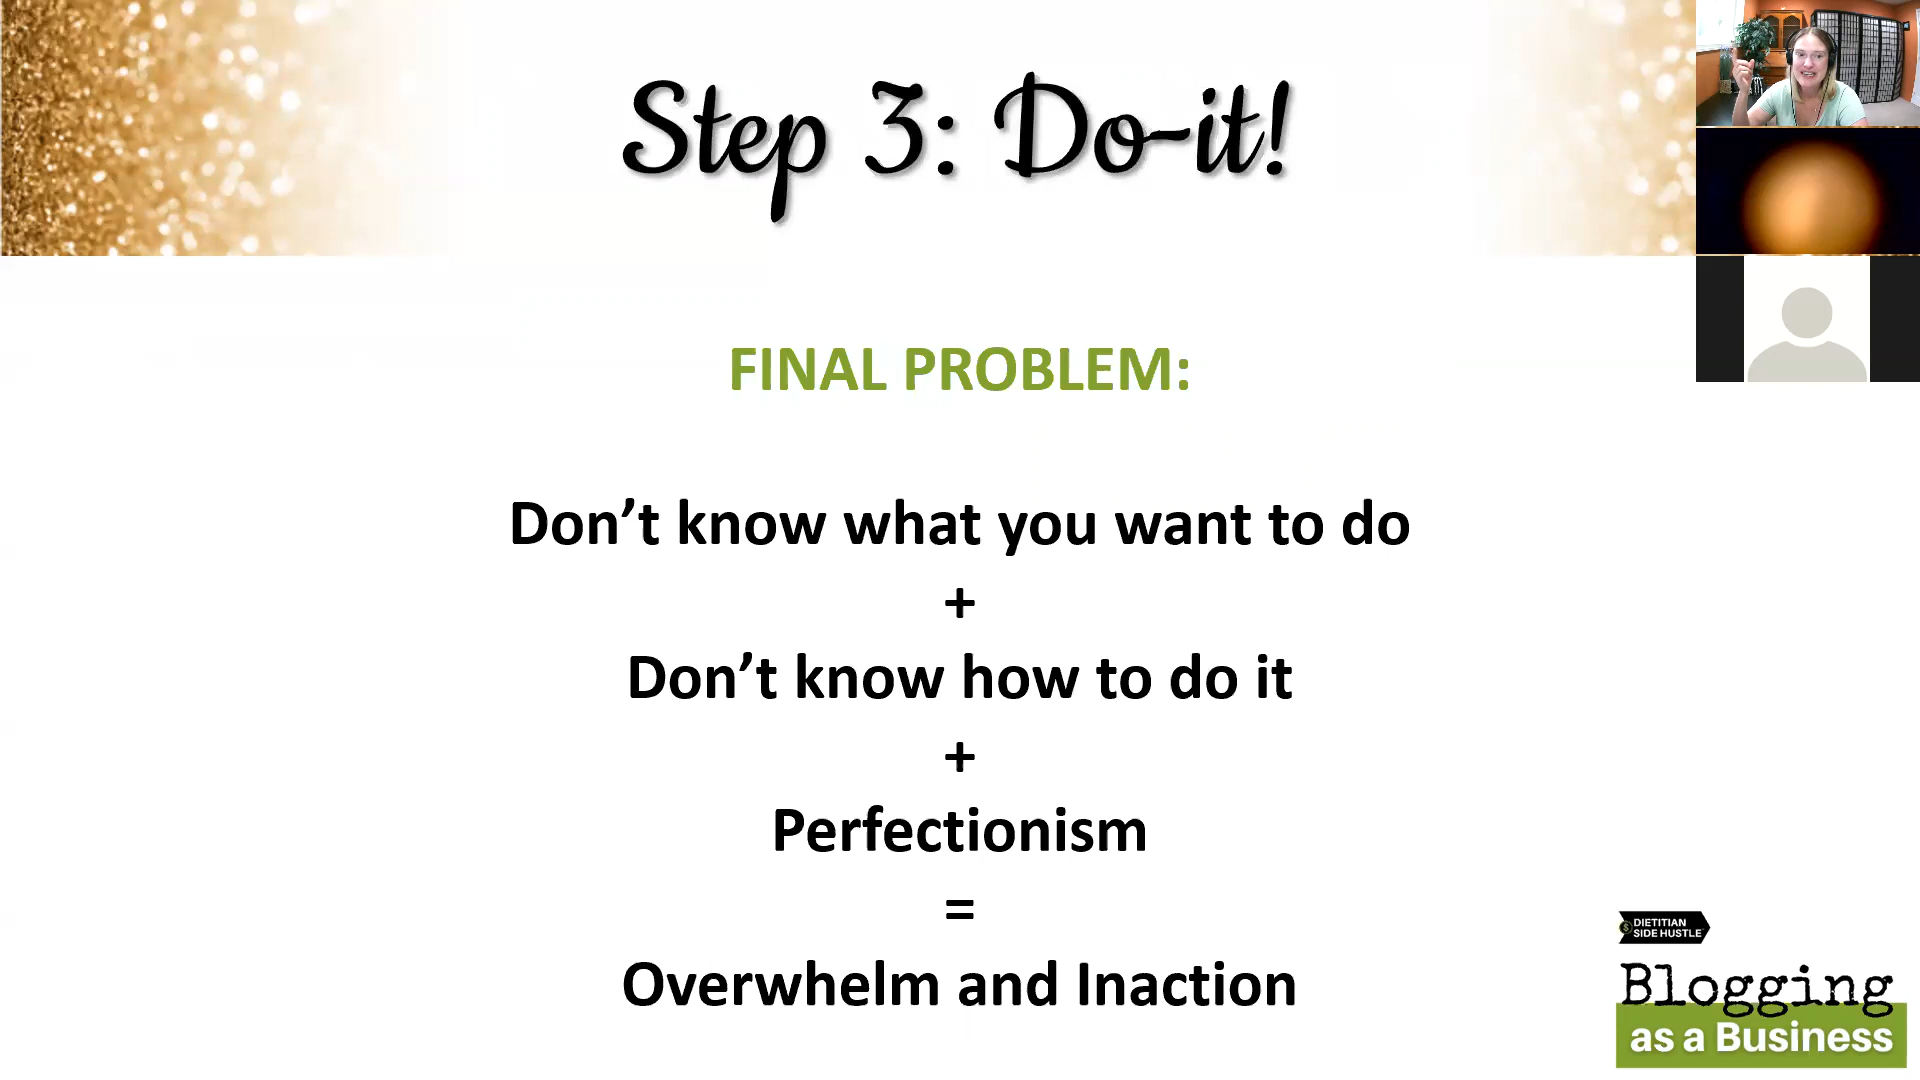 Step 3: Do-it!
FINAL PROBLEM:
Don’t know what you want to do
+
Don’t know how to do it
+
Perfectionism
=
Overwhelm and Inaction
$
DIETITIAN
SIDE HUSTLE
Blogging
as a Business